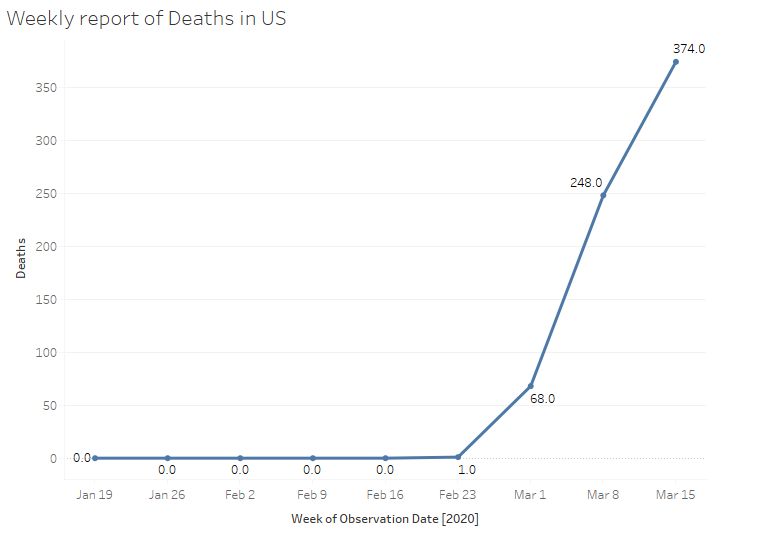 Weekly report of Deaths in US
374.0
350
300
250
248.0
200
150
100
50
68.0
0
0.0
0.0
0.0
0.0
0.0
1.0
Deaths
Jan 19
Jan 26
Feb 2
Feb 9
Feb 16
Feb 23
Mar 1
Mar 8
Mar 15
Week of Observation Date [2020]